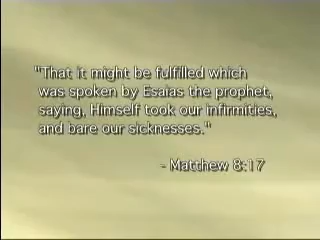 "That it might be fulfilled which
was spoken by Esaias the prophet,
saying, Himself took our infirmities,
and bare our sicknesses."
- Matthew 8:17